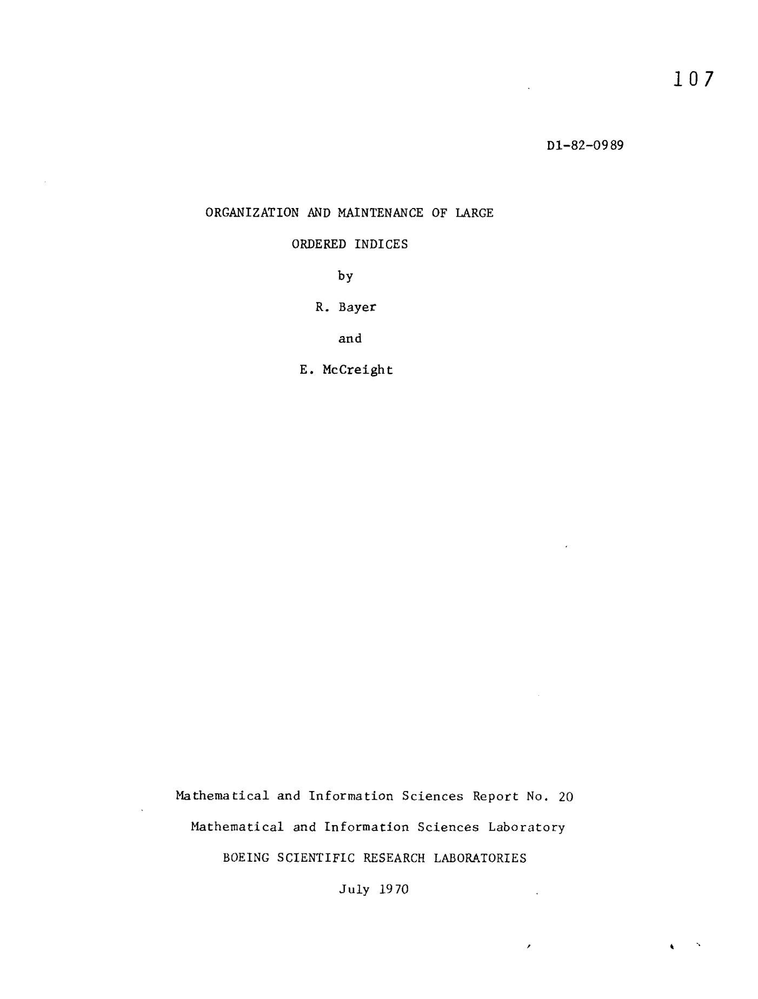 107
D1-82-0989
ORGANIZATION AND MAINTENANCE OF LARGE
ORDERED INDICES
by
R. Bayer
and
E. McCreight
Mathematical and Information Sciences Report No. 20
Mathematical and Information Sciences Laboratory
BOEING SCIENTIFIC RESEARCH LABORATORIES
July 1970